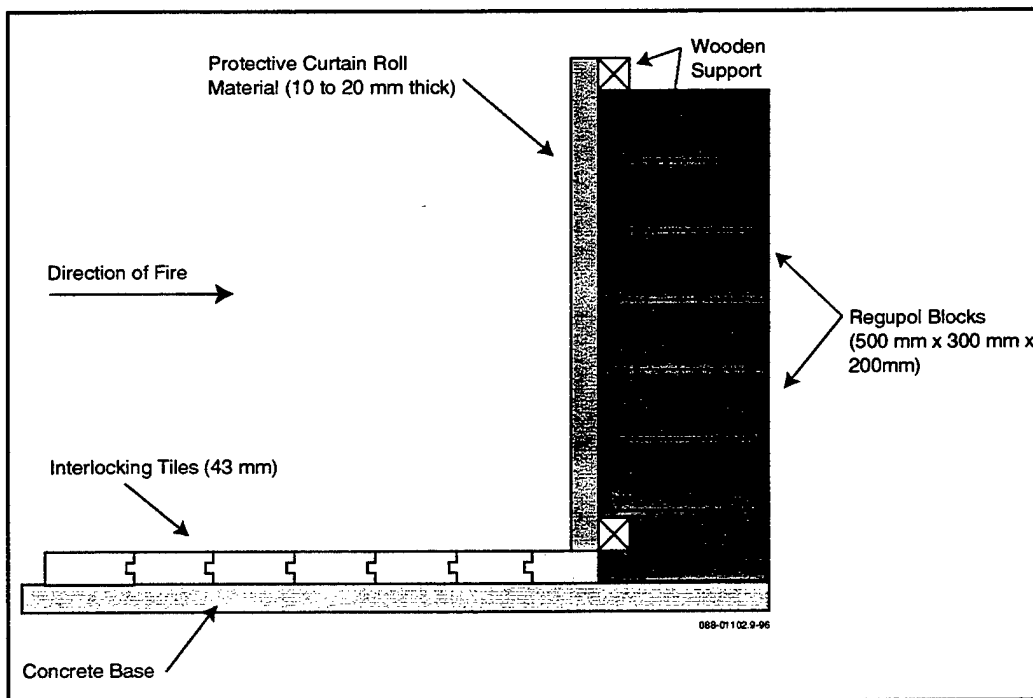 Wooden
Support
Protective Curtain Roll
Material (10 to 20 mm thick)
Direction of Fire
Regupol Blocks
(500 mm x 300 mm x
200mm)
Interlocking Tiles (43 mm)
088-01102.9-96
Concrete Base